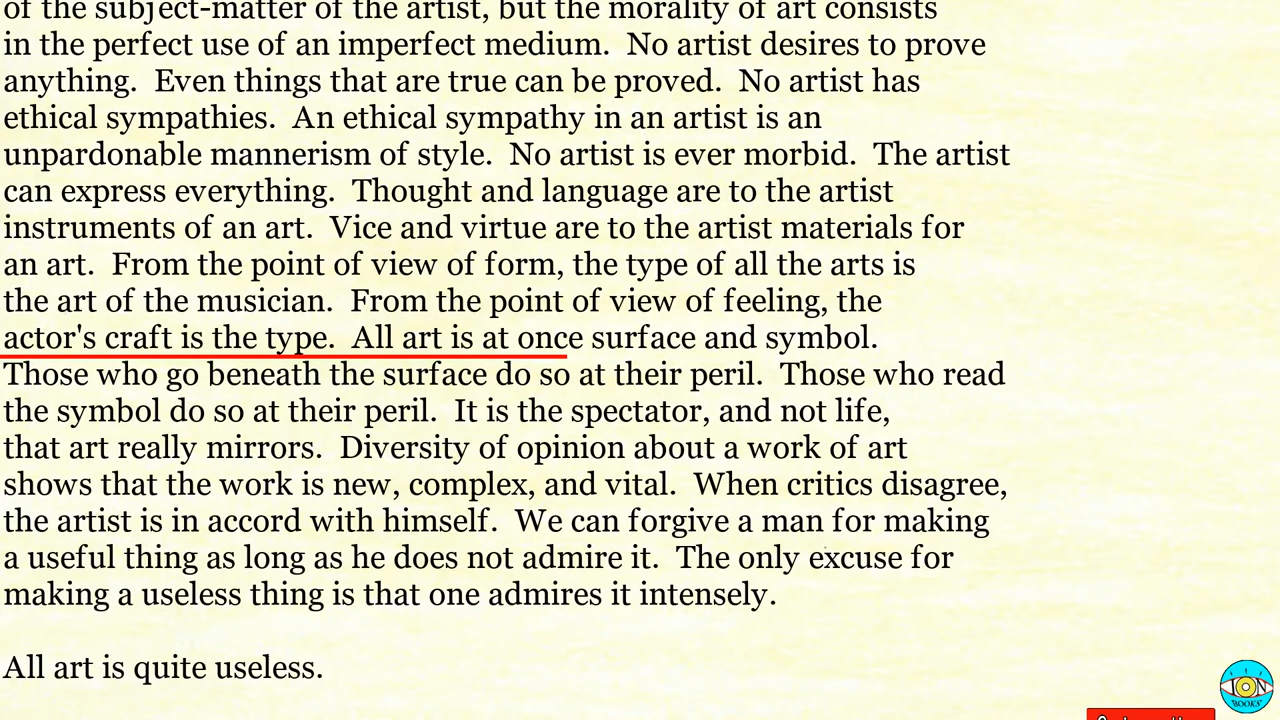 of the subject-matter of the artist, but the morality of art consists
in the perfect use of an imperfect medium.  No artist desires to prove
anything.  Even things that are true can be proved.  No artist has
ethical sympathies.  An ethical sympathy in an artist is an
unpardonable mannerism of style.  No artist is ever morbid.  The artist
can express everything.  Thought and language are to the artist
instruments of an art.  Vice and virtue are to the artist materials for
an art.  From the point of view of form, the type of all the arts is
the art of the musician.  From the point of view of feeling, the
actor's craft is the type.  All art is at once surface and symbol.
Those who go beneath the surface do so at their peril.  Those who read
the symbol do so at their peril.  It is the spectator, and not life,
that art really mirrors.  Diversity of opinion about a work of art
shows that the work is new, complex, and vital.  When critics disagree,
the artist is in accord with himself.  We can forgive a man for making
a useful thing as long as he does not admire it.  The only excuse for
making a useless thing is that one admires it intensely.
All art is quite useless.
ION
BOOKS